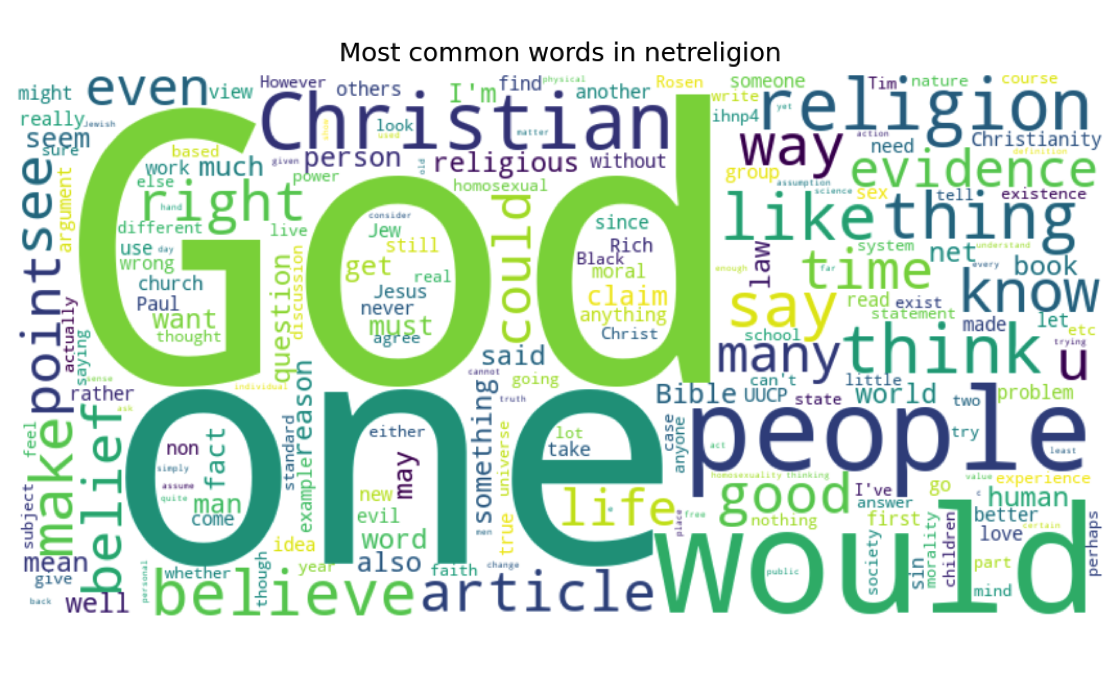 Most common words in netreligion
might
even
view
However
others
I'm
find
physical
another
Rosen
someone
Tim
nature
course
really
Jewish
Christian
look
used
show
write
yet
religion
seem
sure
based
work
much
given
person
old
religious
matter
without
ihnp4
way
action
need
Christianity
definition
pointsee
argument
else
hand
right
power
homosexual
group
assumption
science
evidence
sex
tell
existence
God
different
live
consider
Jew
still
could
since
Rich
Black
moral
like
thing
use
day
wrong
church
Paul
want
thought
question
discussion
get
real
Jesus
never
must
agree
claim
anything
Christ
law
enough
system
far
time
net
understand
every
book
know
say
read
exist
statement
made
let
etc
school
many
think
trying
u
actually
saying
sense
rather
ask
individual
said
cannot
going
truth
can't
little
Bible
UUCP
state
world
two
problem
one
people
make
feel
belief
non
simply
assume
quite
fact
man
come
standard
reason
example
either
may
new
evil
word
something
universe
lot
take
case
anyone
act
try
least
homosexuality
thinking
life
good
I've
go
value
experience
c
human
subject
mean
give
back
well
personal
whether
though
idea
year
also
faith
men
change
true
place
free
nothing
answer
first
better
certain
love
perhaps
believe
article
would
public
society
sin
morality
children
part
mind